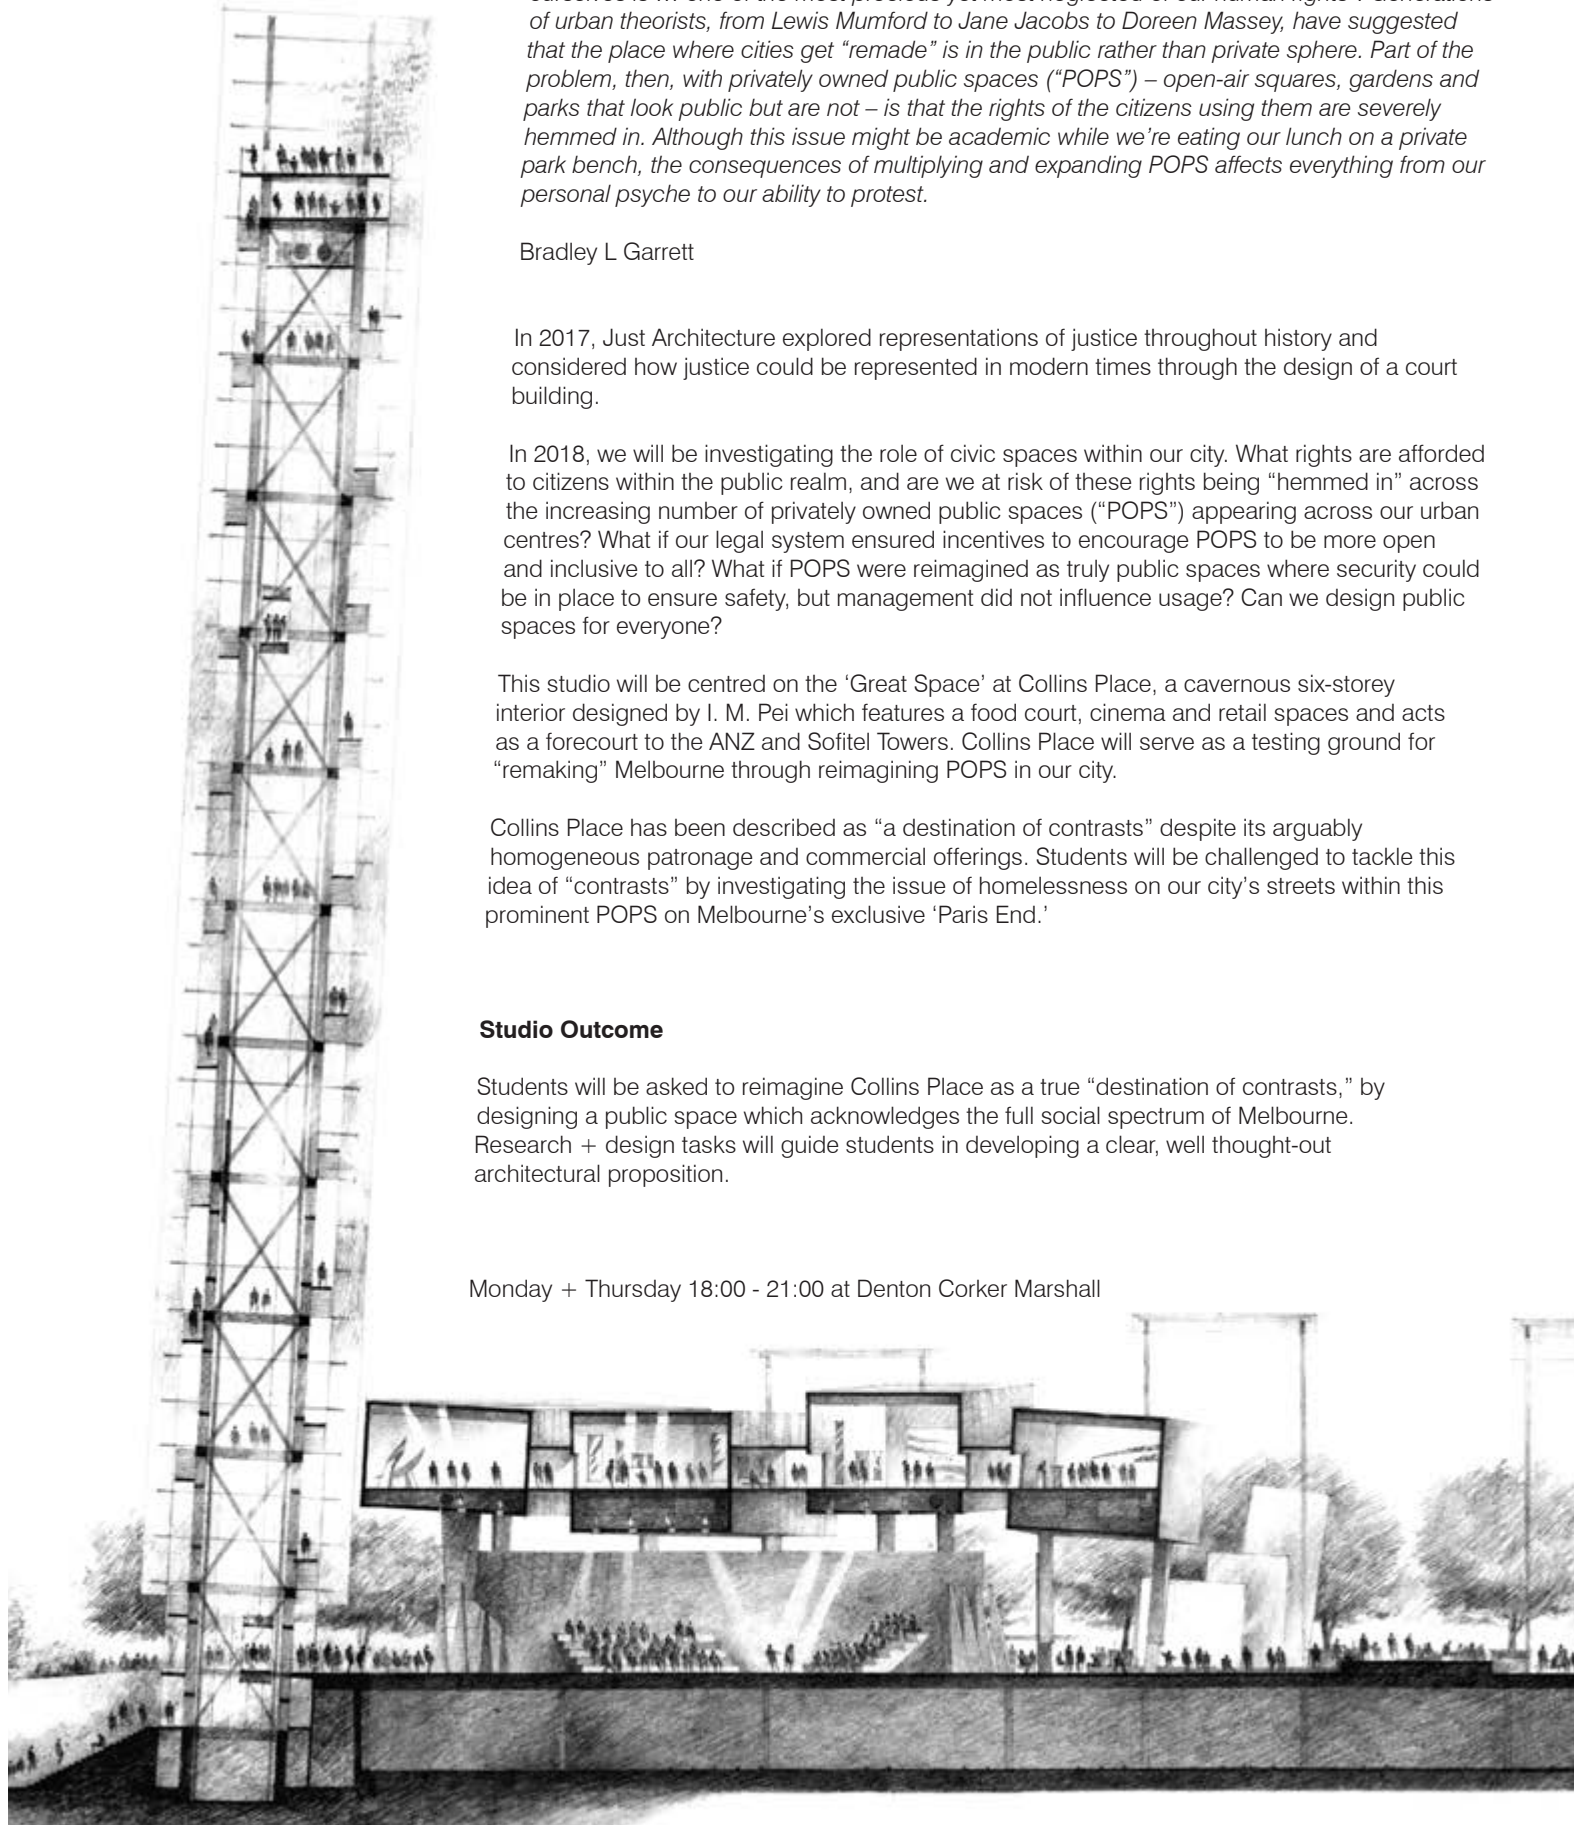 of urban theorists, from Lewis Mumford to Jane Jacobs to Doreen Massey, have suggested
that the place where cities get “remade” is in the public rather than private sphere. Part of the
problem, then, with privately owned public spaces (“POPS”) – open-air squares, gardens and
parks that look public but are not – is that the rights of the citizens using them are severely
hemmed in. Although this issue might be academic while we’re eating our lunch on a private
park bench, the consequences of multiplying and expanding POPS affects everything from our
personal psyche to our ability to protest.
Bradley L Garrett
In 2017, Just Architecture explored representations of justice throughout history and
considered how justice could be represented in modern times through the design of a court
building.
In 2018, we will be investigating the role of civic spaces within our city. What rights are afforded
to citizens within the public realm, and are we at risk of these rights being “hemmed in” across
the increasing number of privately owned public spaces (“POPS”) appearing across our urban
centres? What if our legal system ensured incentives to encourage POPS to be more open
and inclusive to all? What if POPS were reimagined as truly public spaces where security could
be in place to ensure safety, but management did not influence usage? Can we design public
spaces for everyone?
This studio will be centred on the ‘Great Space’ at Collins Place, a cavernous six-storey
interior designed by I. M. Pei which features a food court, cinema and retail spaces and acts
as a forecourt to the ANZ and Sofitel Towers. Collins Place will serve as a testing ground for
“remaking” Melbourne through reimagining POPS in our city.
Collins Place has been described as “a destination of contrasts” despite its arguably
homogeneous patronage and commercial offerings. Students will be challenged to tackle this
idea of “contrasts” by investigating the issue of homelessness on our city’s streets within this
prominent POPS on Melbourne’s exclusive ‘Paris End.’
Studio Outcome
Students will be asked to reimagine Collins Place as a true “destination of contrasts,” by
designing a public space which acknowledges the full social spectrum of Melbourne.
Research + design tasks will guide students in developing a clear, well thought-out
architectural proposition.
Monday + Thursday 18:00 - 21:00 at Denton Corker Marshall